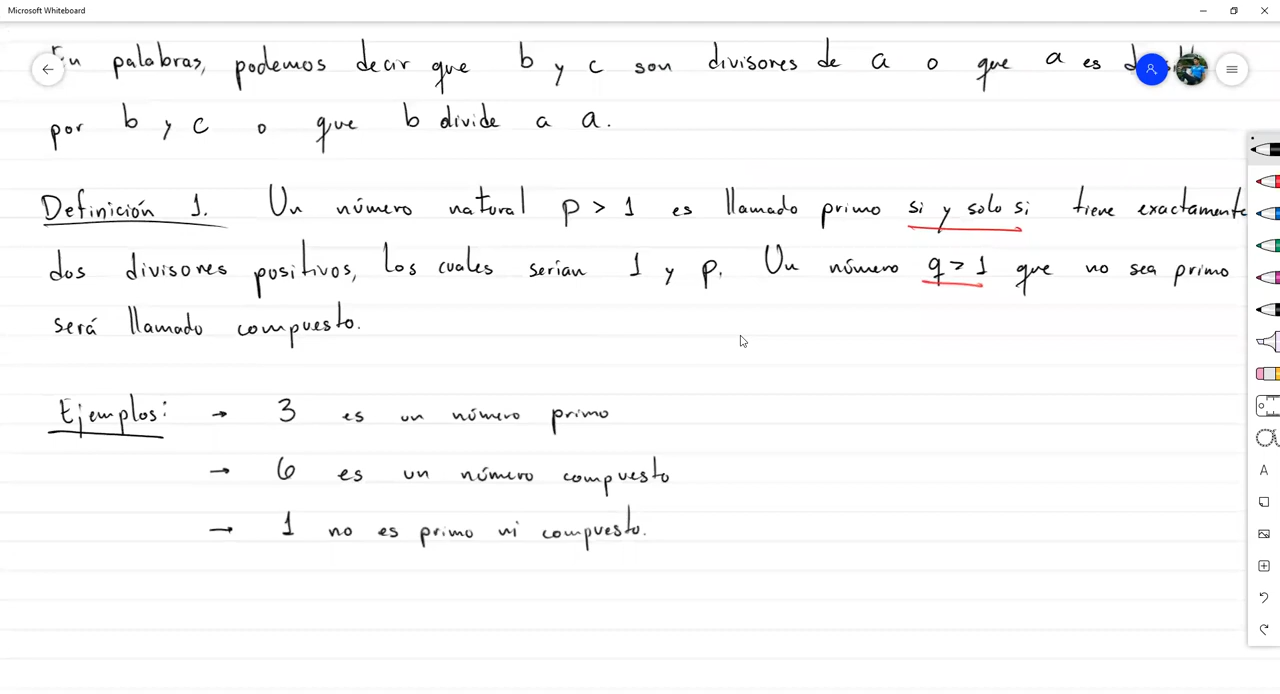 Microsoft Whiteboard
En palabras, podemos decir que b y c son divisores de a o que a es
por b y c o que b divide a a.
Definición 1. Un número natural p > 1 es llamado primo si y solo si tiene exactamente
dos divisores positivos, los cuales serían 1 y p. Un número q > 1 que no sea primo
será llamado compuesto.
Ejemplos: → 3 es un número primo
→ 6 es un número compuesto
→ 1 no es primo ni compuesto.